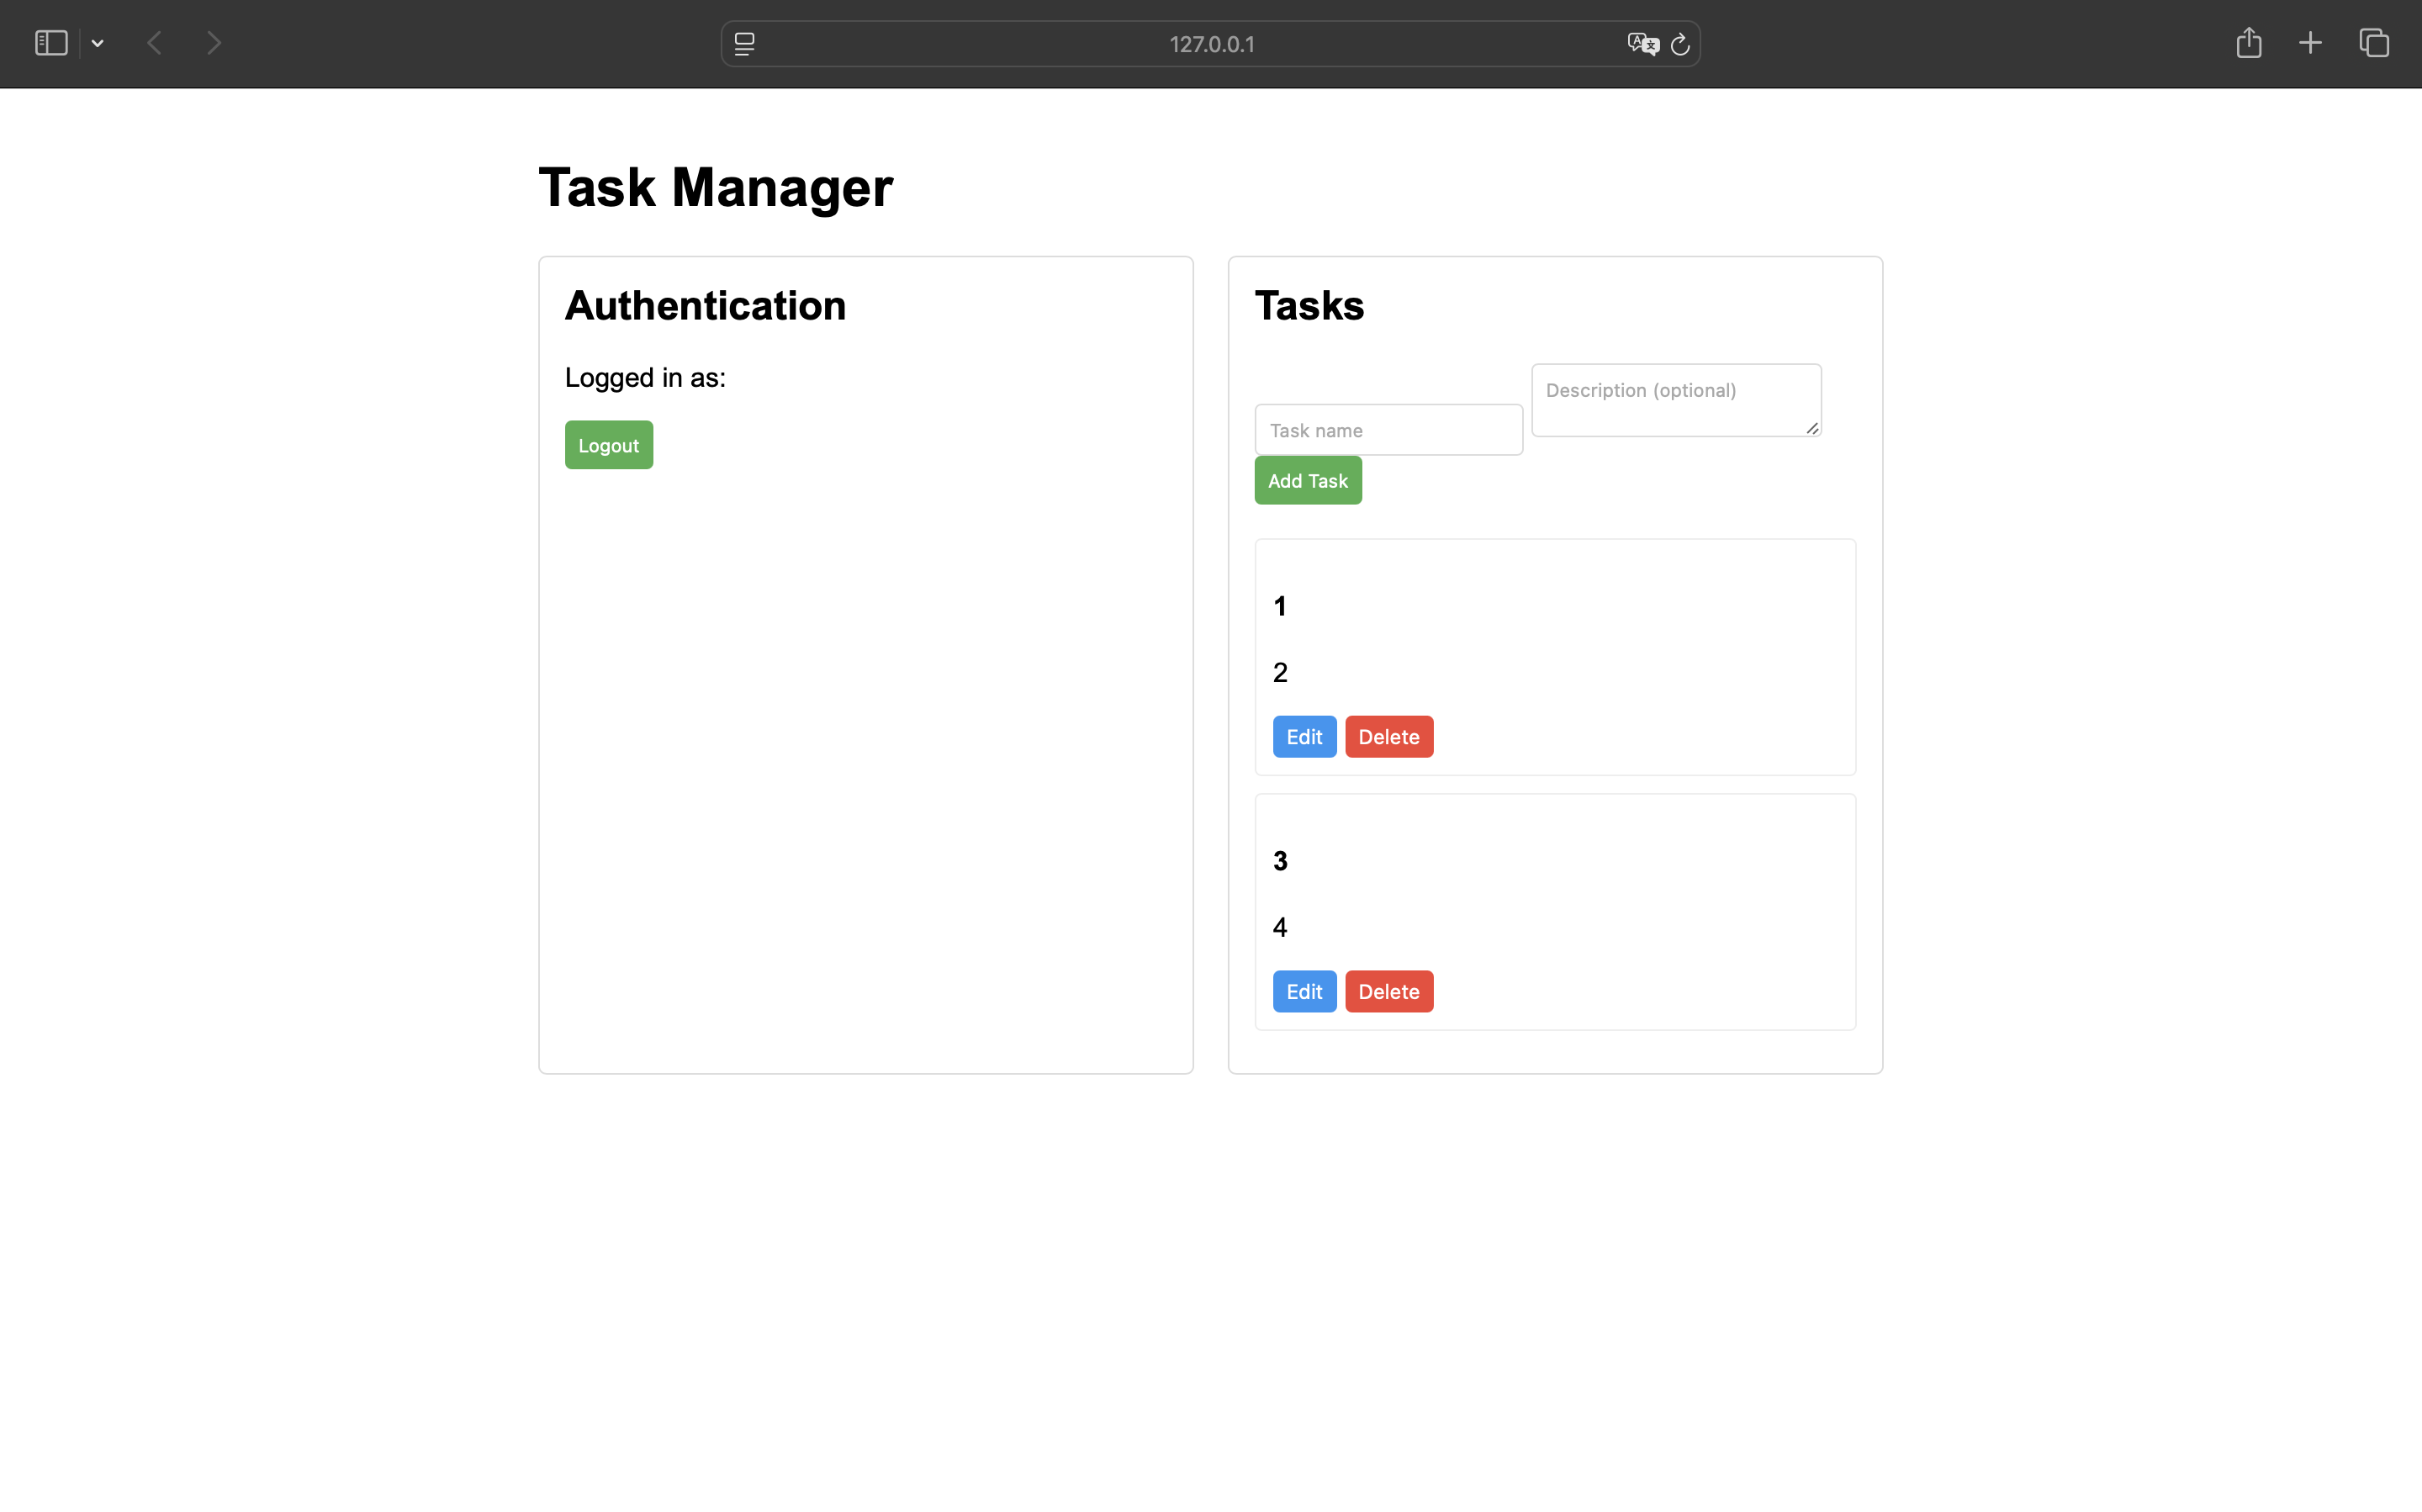 127.0.0.1
Task Manager
Authentication
Logged in as:
Logout
Tasks
Description (optional)
Task name
Add Task
1
2
Edit Delete
3
4
Edit Delete